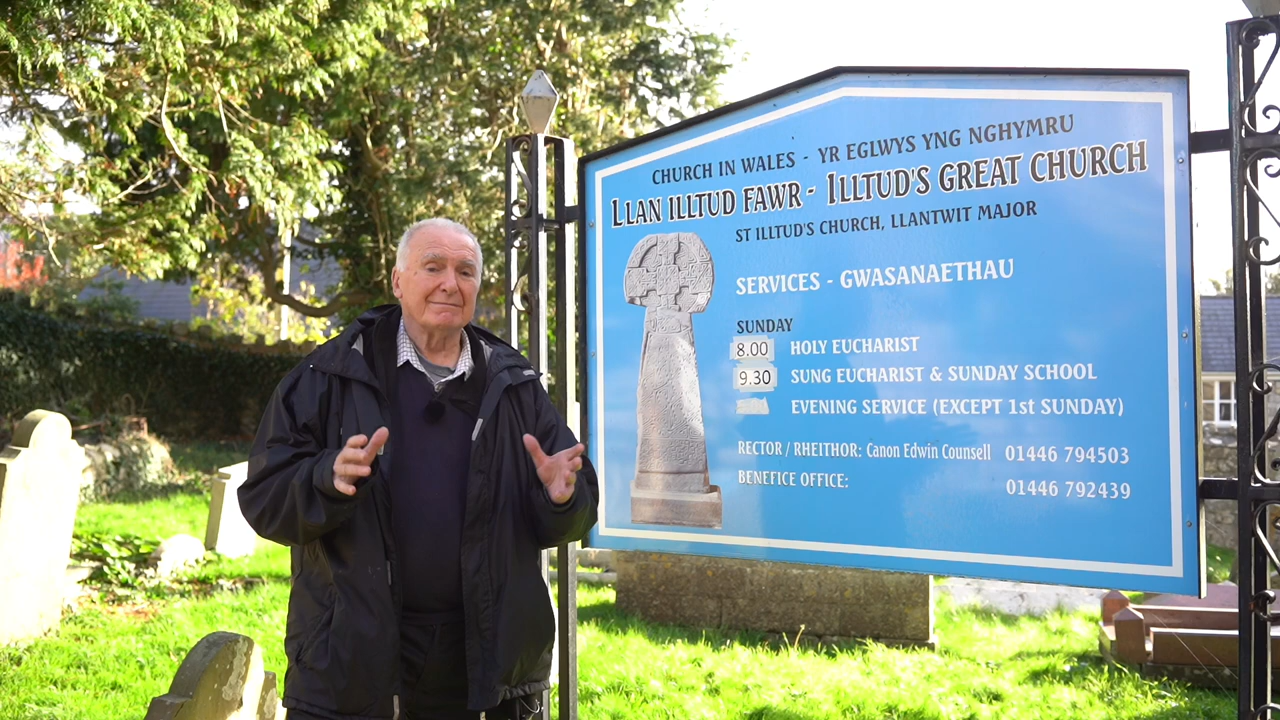 CHURCH IN WALES - YR EGLWYS YNG NGHYMRU
LLAN ILLTUD FAWR - ILLTUD'S GREAT CHURCH
ST ILLTUD'S CHURCH, LLANTWIT MAJOR
SERVICES - GWASANAETHAU
SUNDAY
8.00 HOLY EUCHARIST
9.30 SUNG EUCHARIST & SUNDAY SCHOOL
EVENING SERVICE (EXCEPT 1st SUNDAY)
RECTOR / RHEITHOR: Canon Edwin Counsell 01446 794503
BENEFICE OFFICE: 01446 792439